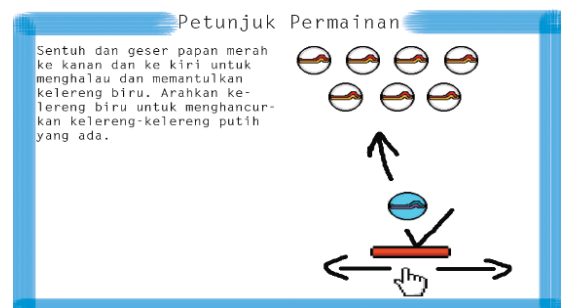 Petunjuk Permainan
Sentuh dan geser papan merah
ke kanan dan ke kiri untuk
menghalau dan memantulkan
kelereng biru. Arahkan ke-
lereng biru untuk menghancur-
kan kelereng-kelereng putih
yang ada.